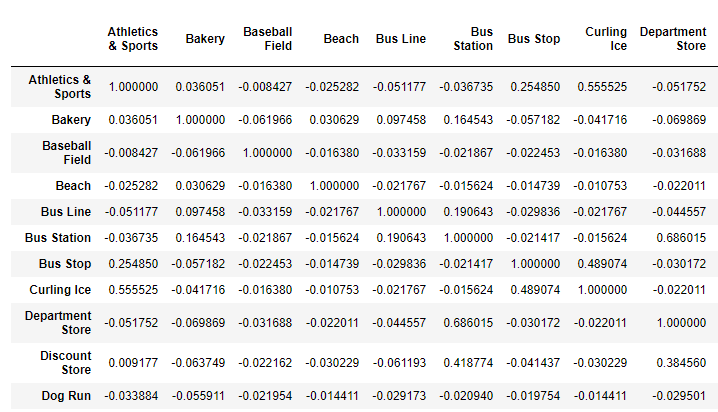 Athletics & Sports Bakery Baseball Field Beach Bus Line Bus Station Bus Stop Curling Ice Department Store
Athletics & Sports 1.000000 0.036051 -0.008427 -0.025282 -0.051177 -0.036735 0.254850 0.555525 -0.051752
Bakery 0.036051 1.000000 -0.061966 0.030629 0.097458 0.164543 -0.057182 -0.041716 -0.069869
Baseball Field -0.008427 -0.061966 1.000000 -0.016380 -0.033159 -0.021867 -0.022453 -0.016380 -0.031688
Beach -0.025282 0.030629 -0.016380 1.000000 -0.021767 -0.015624 -0.014739 -0.010753 -0.022011
Bus Line -0.051177 0.097458 -0.033159 -0.021767 1.000000 0.190643 -0.029836 -0.021767 -0.044557
Bus Station -0.036735 0.164543 -0.021867 -0.015624 0.190643 1.000000 -0.021417 -0.015624 0.686015
Bus Stop 0.254850 -0.057182 -0.022453 -0.014739 -0.029836 -0.021417 1.000000 0.489074 -0.030172
Curling Ice 0.555525 -0.041716 -0.016380 -0.010753 -0.021767 -0.015624 0.489074 1.000000 -0.022011
Department Store -0.051752 -0.069869 -0.031688 -0.022011 -0.044557 0.686015 -0.030172 -0.022011 1.000000
Discount Store 0.009177 -0.063749 -0.022162 -0.030229 -0.061193 0.418774 -0.041437 -0.030229 0.384560
Dog Run -0.033884 -0.055911 -0.021954 -0.014411 -0.029173 -0.020940 -0.019754 -0.014411 -0.029501